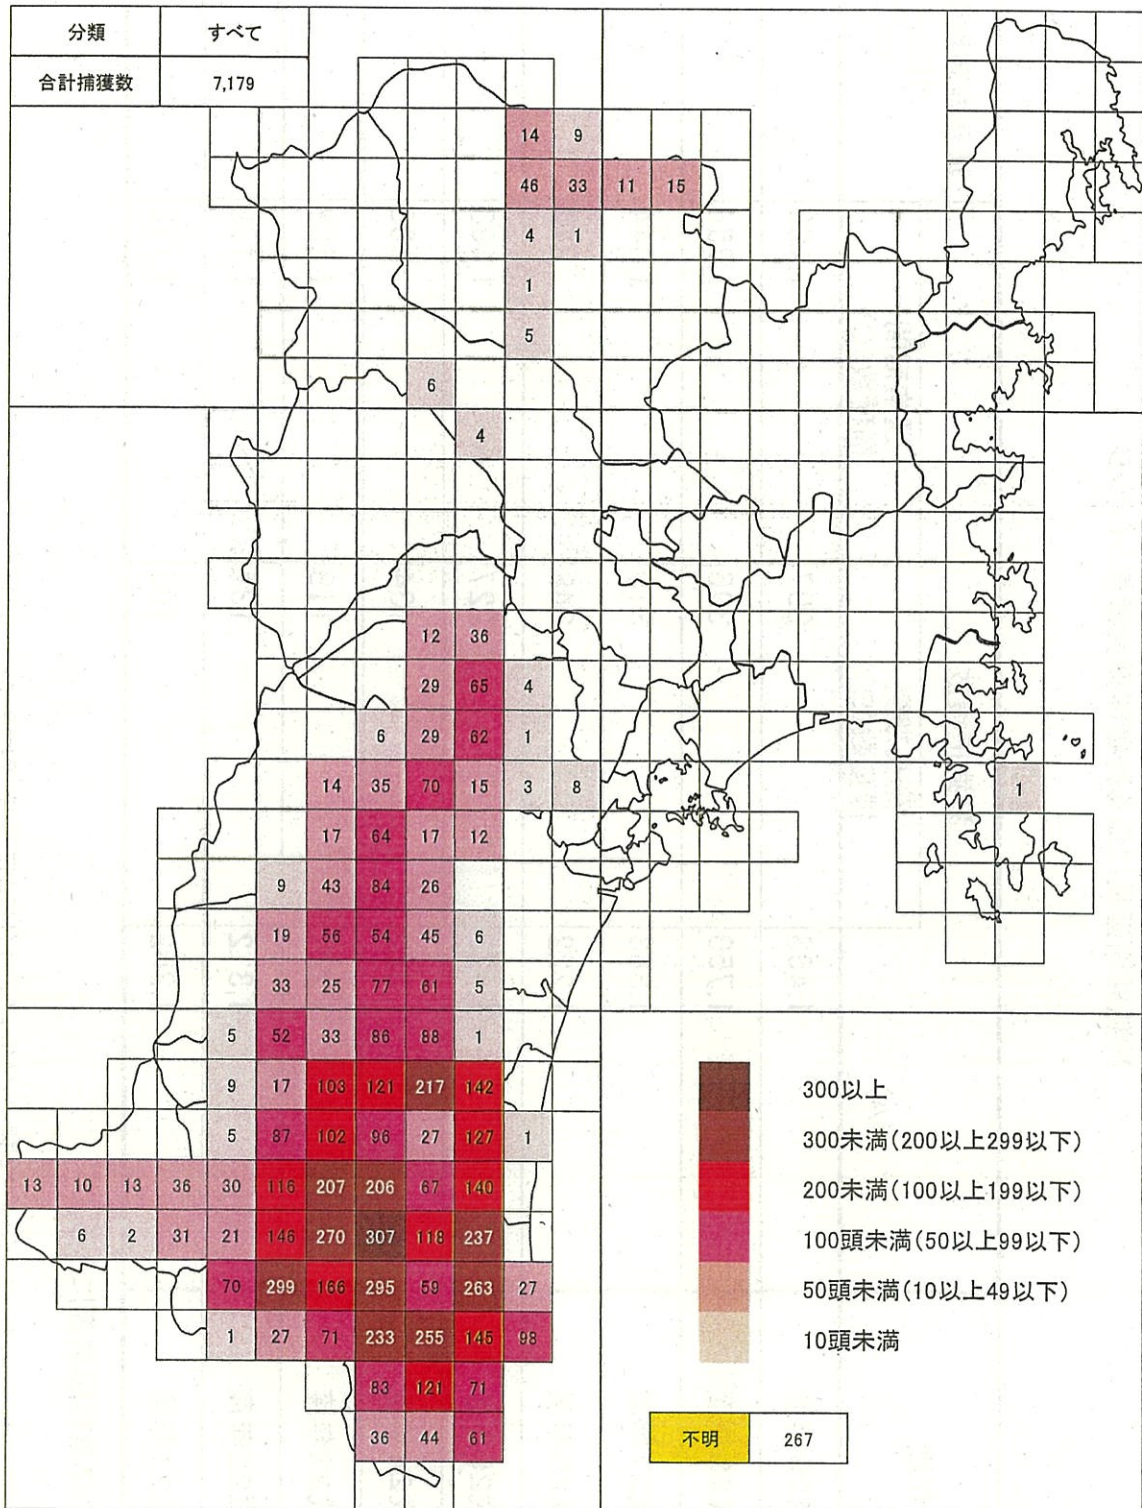 分類 すべて
合計捕獲数 7,179
14 9
46 33 11 15
4 1
1
5
6
4
12 36
29 65 4
6 29 62 1
14 35 70 15 3 8 1
17 64 17 12
9 43 84 26
19 56 54 45 6
33 25 77 61 5
5 52 33 86 88 1
9 17 103 121 217 142
300以上
5 87 102 96 27 127 1
300未満(200以上299以下)
13 10 13 36 30 116 207 206 67 140
200未満(100以上199以下)
6 2 31 21 146 270 307 118 237
100頭未満(50以上99以下)
70 299 166 295 59 263 27
50頭未満(10以上49以下)
1 27 71 233 255 145 98
10頭未満
83 121 71
36 44 61
不明 267